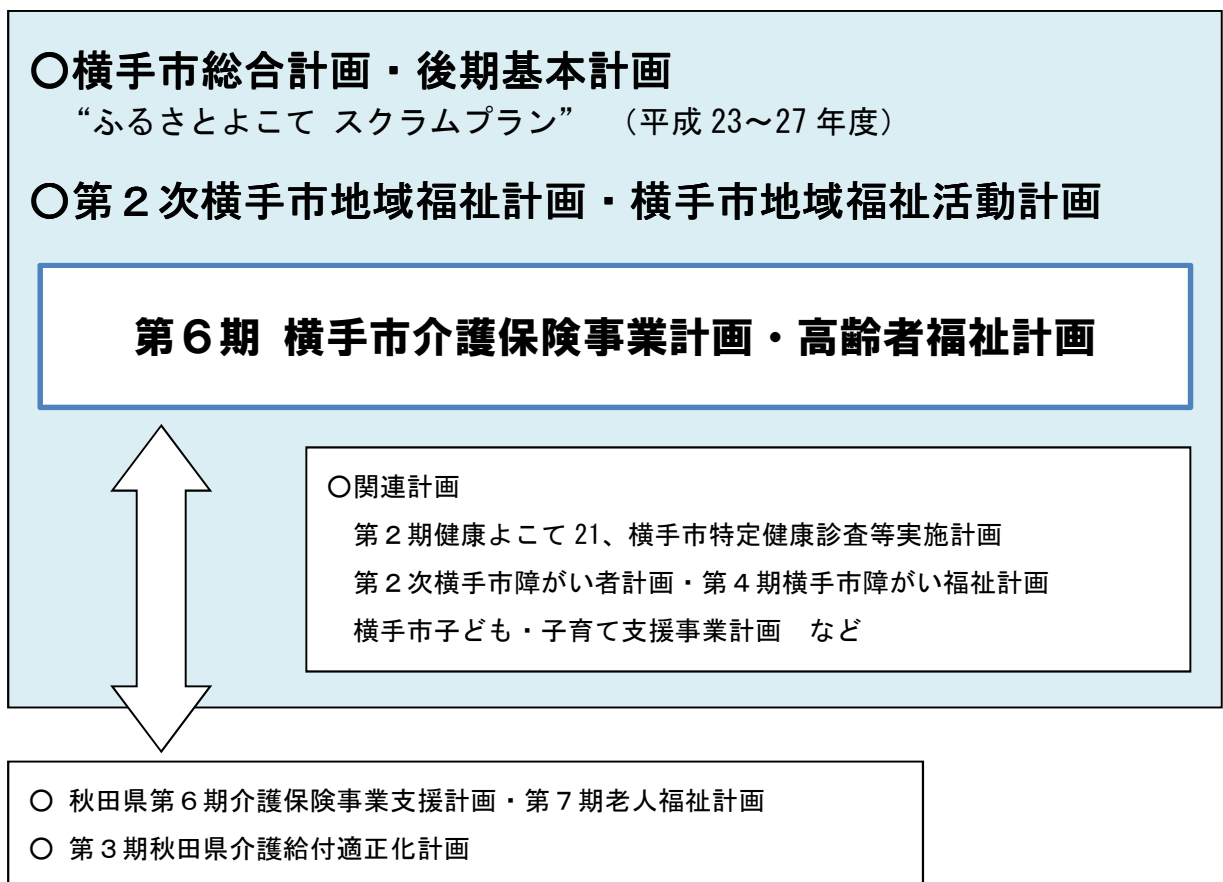 〇横手市総合計画・後期基本計画
“ふるさとよこて スクラムプラン” （平成 23～27 年度）
〇第２次横手市地域福祉計画・横手市地域福祉活動計画
第６期 横手市介護保険事業計画・高齢者福祉計画
〇関連計画
第２期健康よこて 21、横手市特定健康診査等実施計画
第２次横手市障がい者計画・第４期横手市障がい福祉計画
横手市子ども・子育て支援事業計画　など
〇 秋田県第６期介護保険事業支援計画・第７期老人福祉計画
〇 第３期秋田県介護給付適正化計画